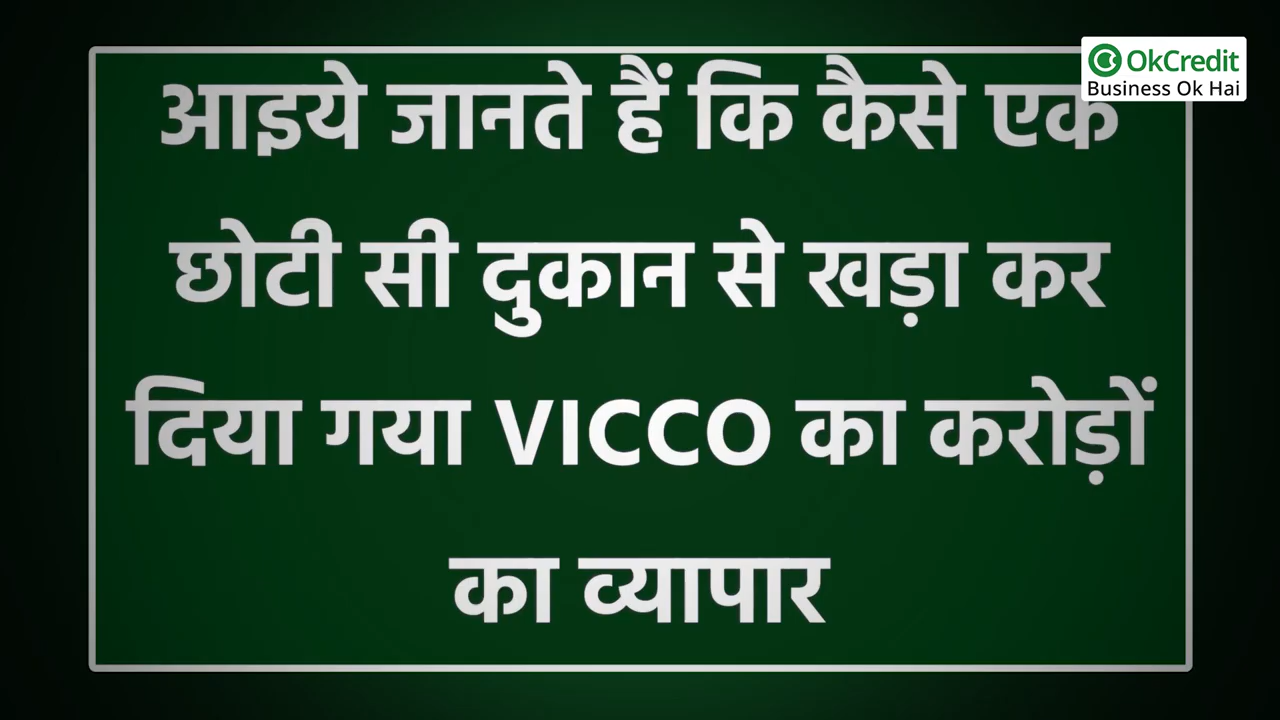 OkCredit
Business Ok Hai
आइये जानते हैं कि कैसे एक
छोटी सी दुकान से खड़ा कर
दिया गया VICCO का करोड़ों
का व्यापार